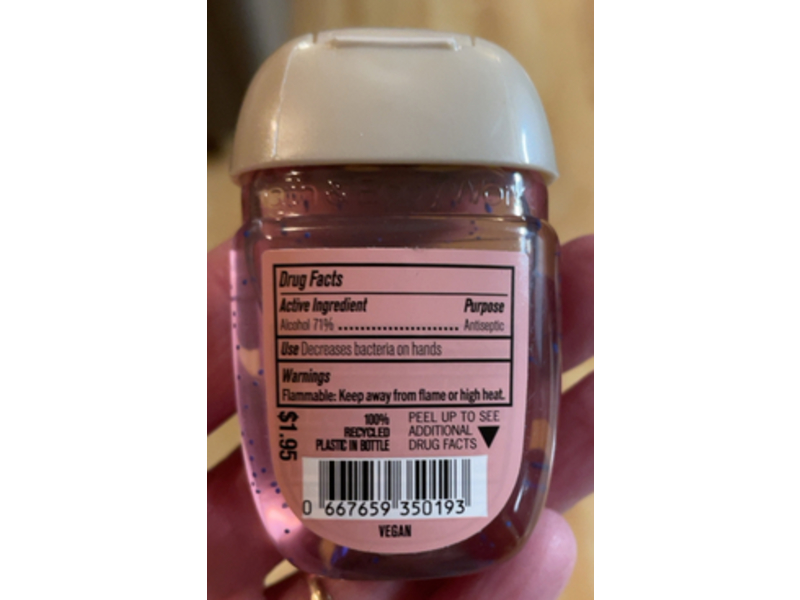 Drug Facts
Active Ingredient Purpose
Alcohol 71% ........................ Antiseptic
Use Decreases bacteria on hands
Warnings
Flammable: Keep away from flame or high heat.
$1.95
100%
RECYCLED
PLASTIC IN BOTTLE
PEEL UP TO SEE
ADDITIONAL
DRUG FACTS
0 667659 350193
VEGAN